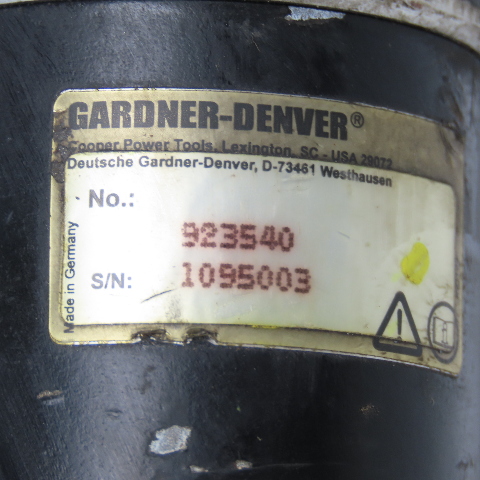 GARDNER-DENVER®
Cooper Power Tools, Lexington, SC - USA 29072
Deutsche Gardner-Denver, D-73461 Westhausen
No.: 923540
S/N: 1095003
Made in Germany